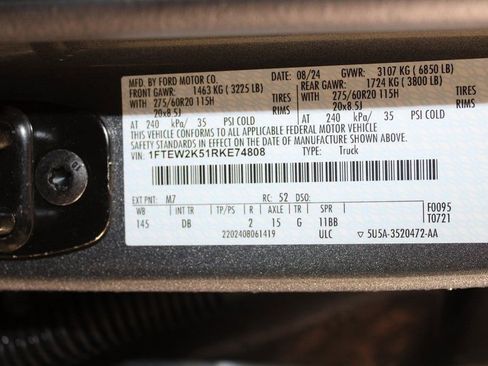 MFD. BY FORD MOTOR CO.
DATE: 08/24 GVWR: 3107 KG (6850 LB)
FRONT GAWR: 1463 KG (3225 LB) REAR GAWR: 1724 KG (3800 LB)
WITH 275/60R20 115H TIRES WITH 275/60R20 115H TIRES
20x8.5J RIMS 20x8.5J RIMS
AT 240 kPa/ 35 PSI COLD AT 240 kPa/ 35 PSI COLD
THIS VEHICLE CONFORMS TO ALL APPLICABLE FEDERAL MOTOR VEHICLE
SAFETY STANDARDS IN EFFECT ON THE DATE OF MANUFACTURE SHOWN ABOVE.
VIN: 1FTEW2K51RKE74808 TYPE: Truck
EXT PNT: M7 RC: 52 DSO:
WB INT TR TP/PS R AXLE TR SPR F0095
145 DB 2 15 G 11BB T0721
2202408061419 ULC ▽ 5U5A-3520472-AA